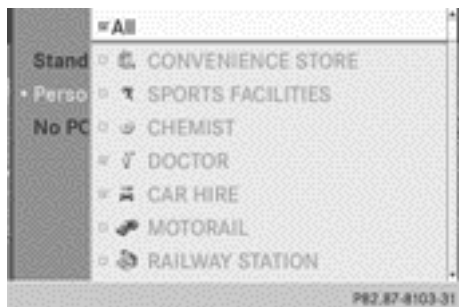 All
Stand
CONVENIENCE STORE
Perso
SPORTS FACILITIES
No PO
CHEMIST
DOCTOR
CAR HIRE
MOTORAIL
RAILWAY STATION
P82.87-8103-31